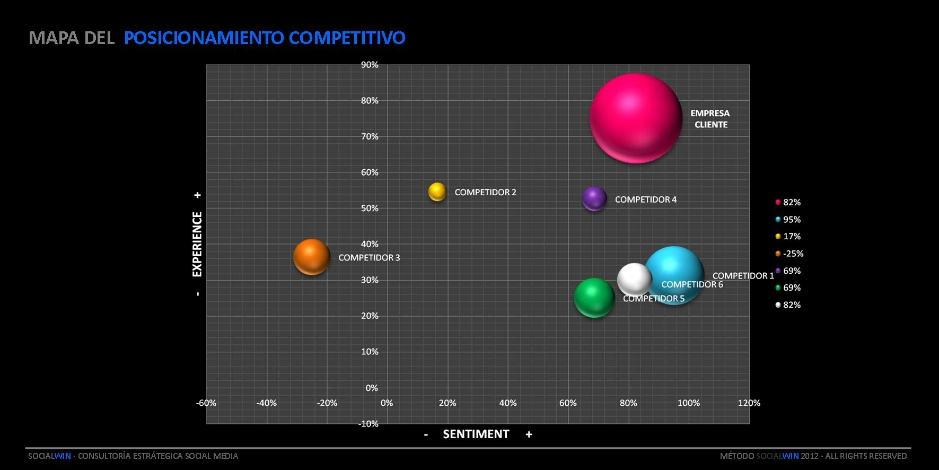 MAPA DEL POSICIONAMIENTO COMPETITIVO
90%
80%
70%
60%
50%
40%
30%
20%
10%
0%
-10%
-60%
-40%
-20%
0%
20%
40%
60%
80%
100%
120%
- EXPERIENCE +
- SENTIMENT +
EMPRESA
CLIENTE
COMPETIDOR 2
COMPETIDOR 4
COMPETIDOR 3
COMPETIDOR 1
COMPETIDOR 6
COMPETIDOR 5
82%
95%
17%
-25%
69%
69%
82%
SOCIALWIN - CONSULTORÍA ESTRÁTEGICA SOCIAL MEDIA
MÉTODO SOCIALWIN 2012 - ALL RIGHTS RESERVED